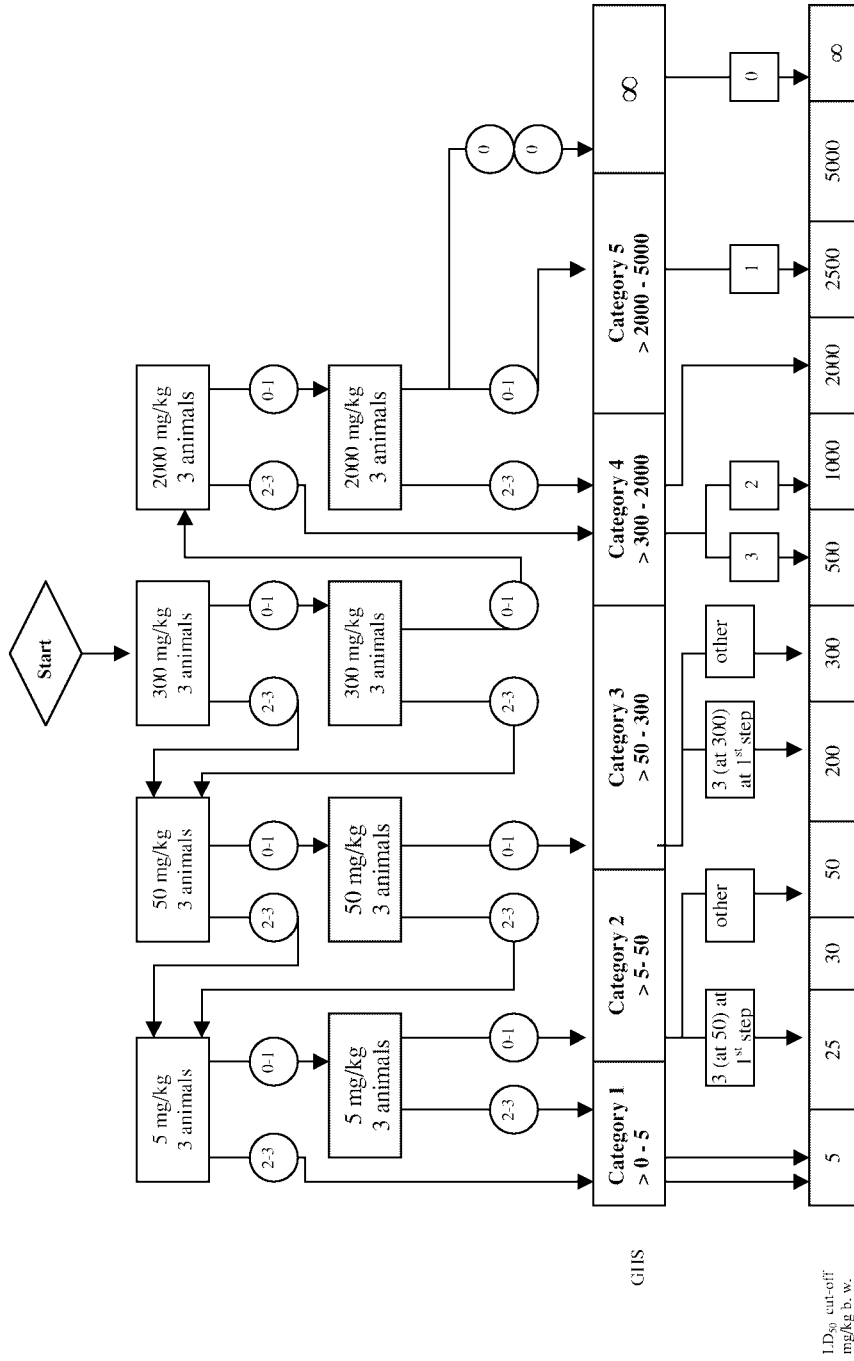 Start
5 mg/kg
3 animals
50 mg/kg
3 animals
300 mg/kg
3 animals
2000 mg/kg
3 animals
2-3
0-1
2-3
0-1
2-3
0-1
2-3
0-1
5 mg/kg
3 animals
50 mg/kg
3 animals
300 mg/kg
3 animals
2000 mg/kg
3 animals
2-3
0-1
2-3
0-1
2-3
0-1
2-3
0-1
0
0
GHS
Category 1
> 0 - 5
Category 2
> 5- 50
Category 3
> 50 - 300
Category 4
> 300 - 2000
Category 5
> 2000 - 5000
∞
3 (at 50) at
1st step
other
3 (at 300)
at 1st step
other
3
2
1
0
LD50 cut-off
mg/kg b. w.
5
25
30
50
200
300
500
1000
2000
2500
5000
∞